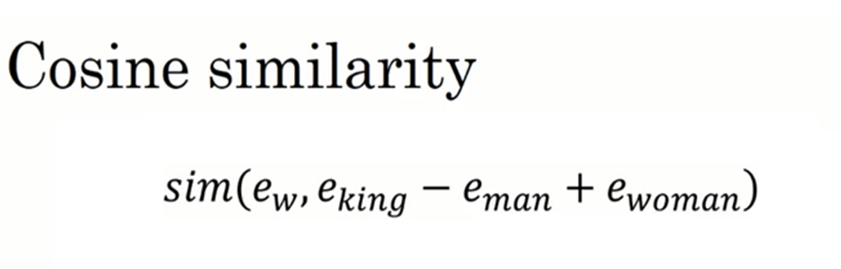 Cosine similarity
sim(e_w, e_king − e_man + e_woman)